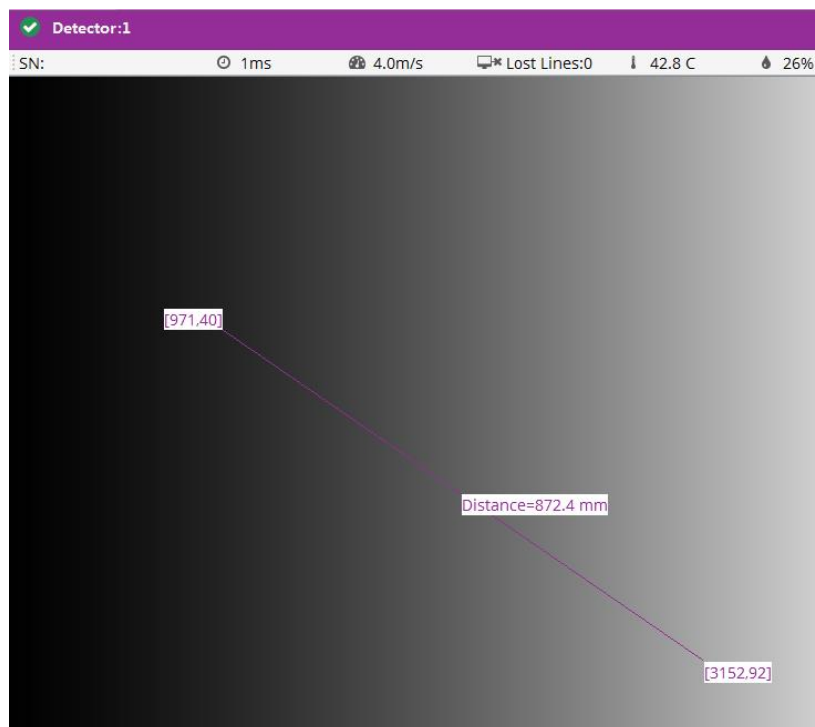 Detector:1
SN: 1ms 4.0m/s Lost Lines:0 42.8 C 26%
[971,40]
Distance=872.4 mm
[3152,92]